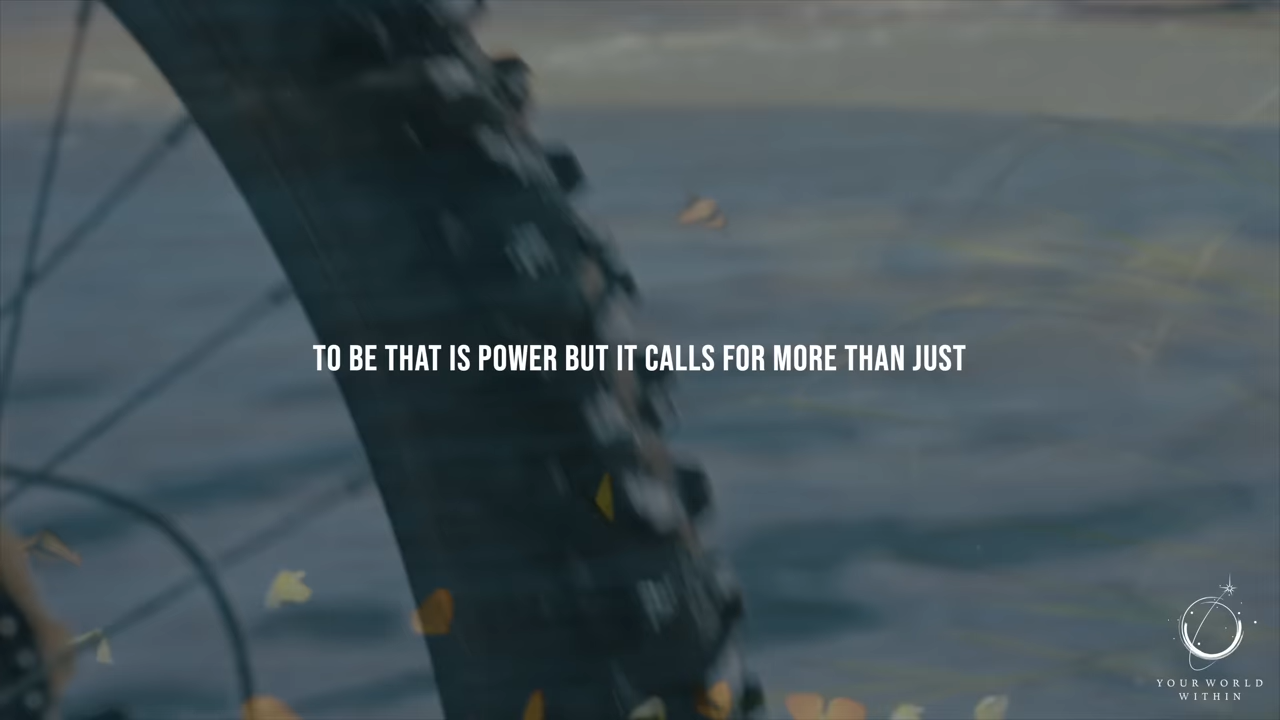 TO BE THAT IS POWER BUT IT CALLS FOR MORE THAN JUST
YOUR WORLD
WITHIN